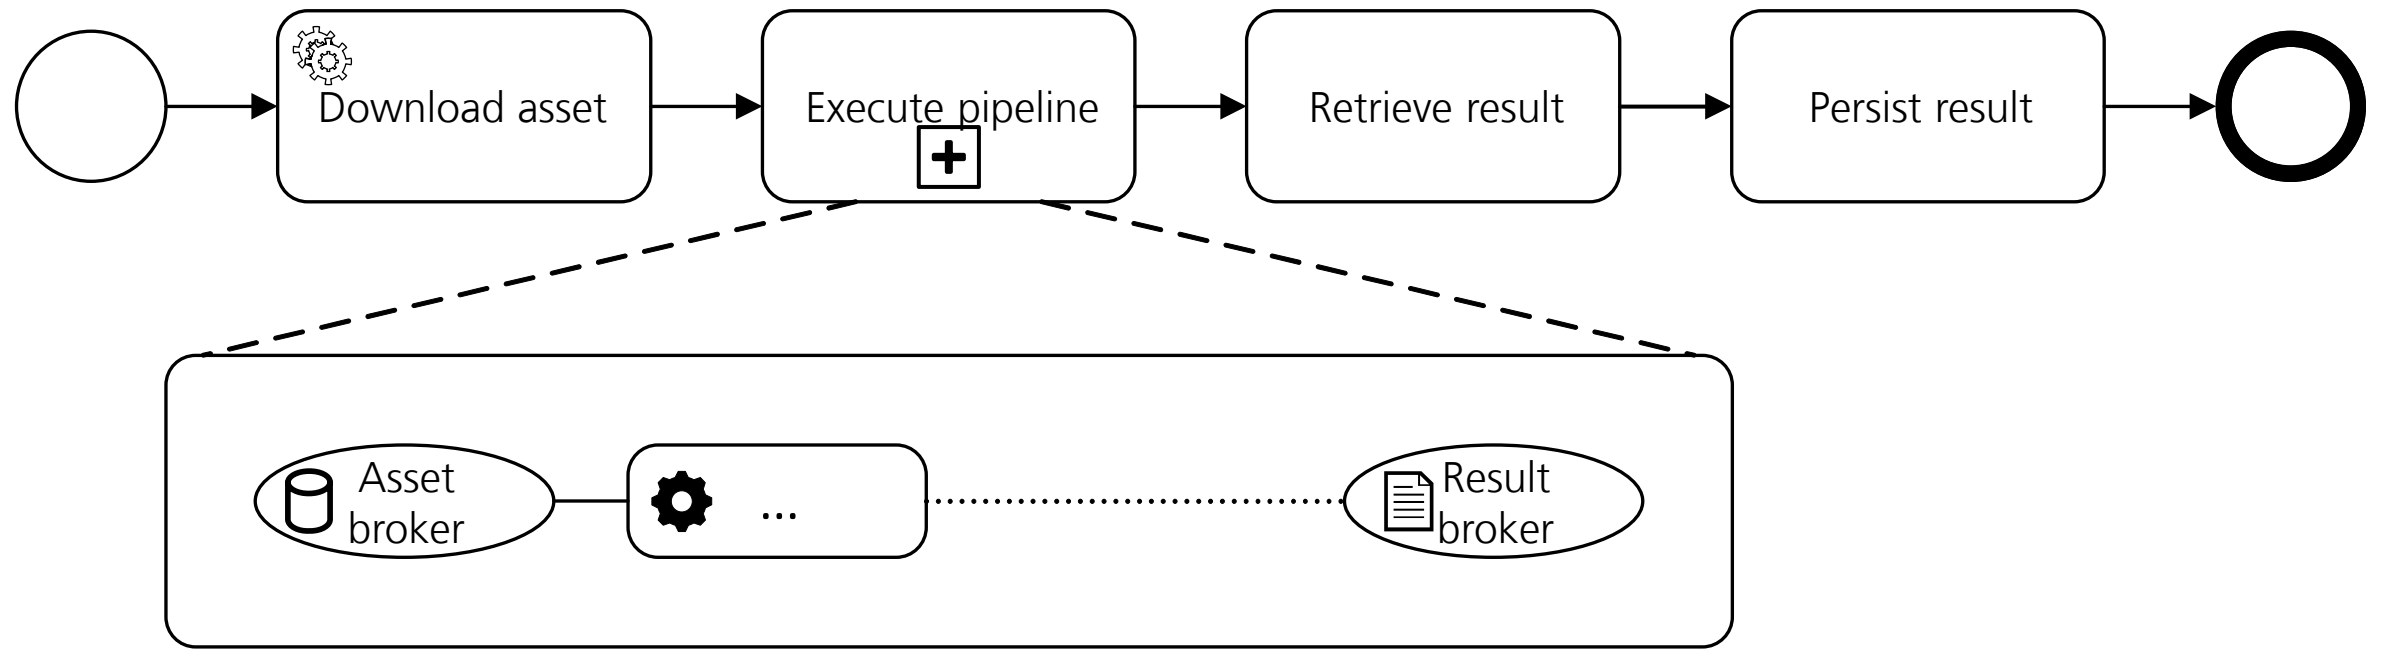 Download asset
Execute pipeline
Retrieve result
Persist result
Asset
broker
...
Result
broker